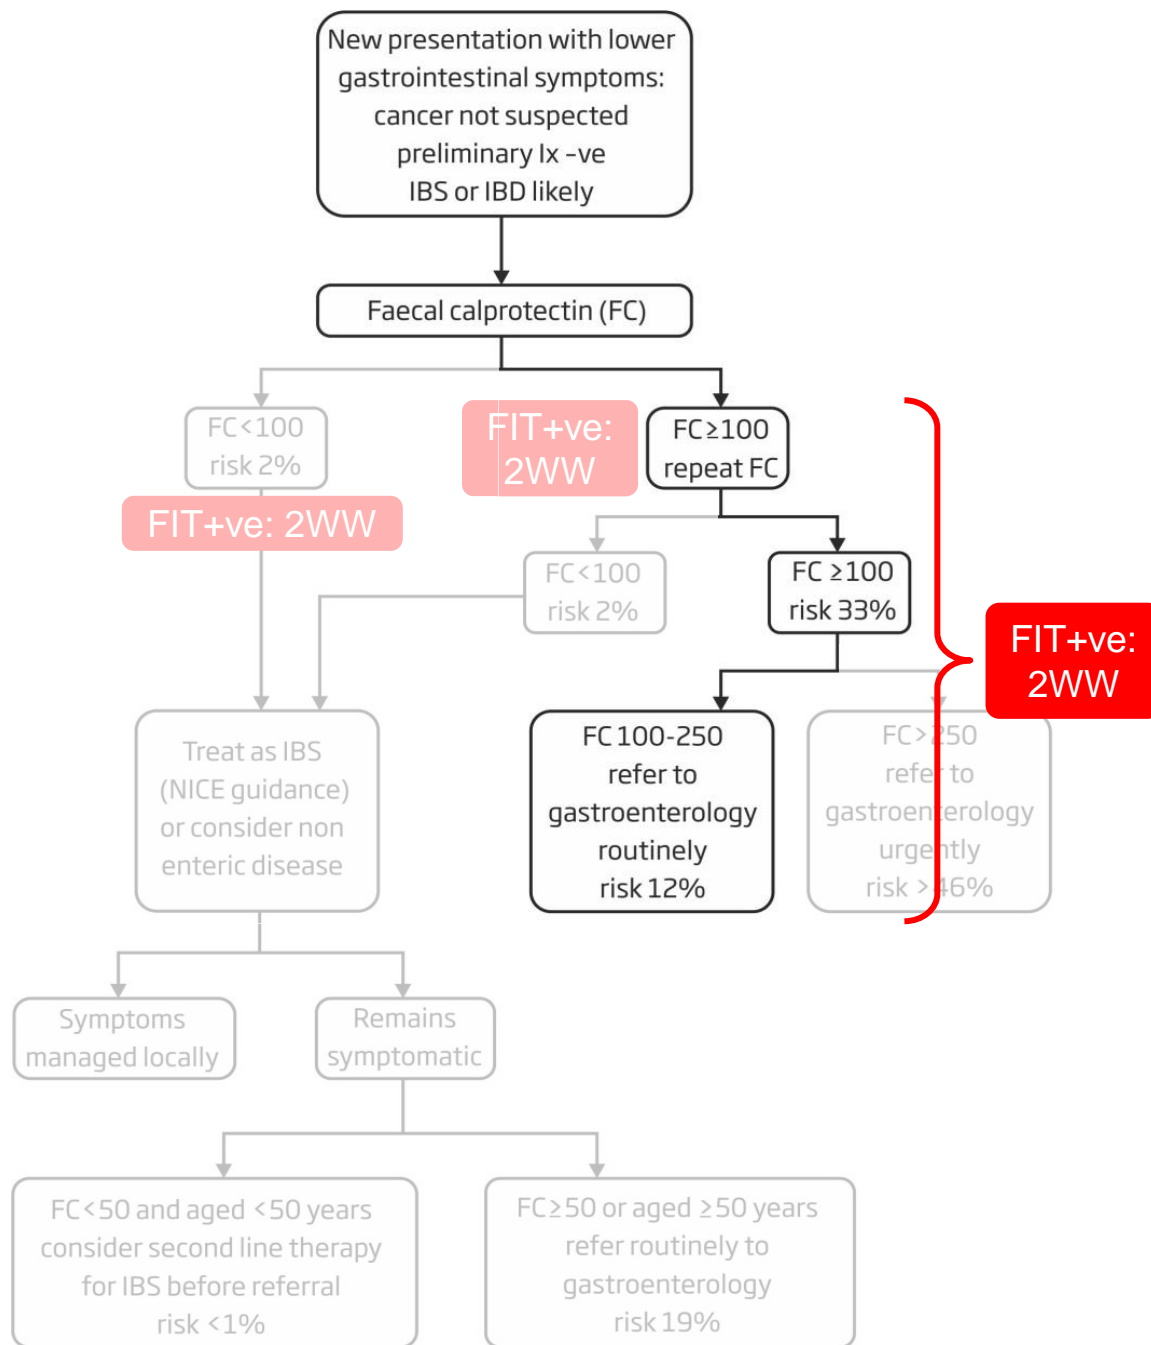 New presentation with lower
gastrointestinal symptoms:
cancer not suspected
preliminary Ix -ve
IBS or IBD likely
Faecal calprotectin (FC)
FC<100
risk 2%
FIT+ve:
2WW
FC≥100
repeat FC
FIT+ve: 2WW
FC<100
risk 2%
FC ≥100
risk 33%
FIT+ve:
2WW
Treat as IBS
(NICE guidance)
or consider non
enteric disease
FC 100-250
refer to
gastroenterology
routinely
risk 12%
FC>250
refer to
gastroenterology
urgently
risk >46%
Symptoms
managed locally
Remains
symptomatic
FC<50 and aged <50 years
consider second line therapy
for IBS before referral
risk <1%
FC≥50 or aged ≥50 years
refer routinely to
gastroenterology
risk 19%